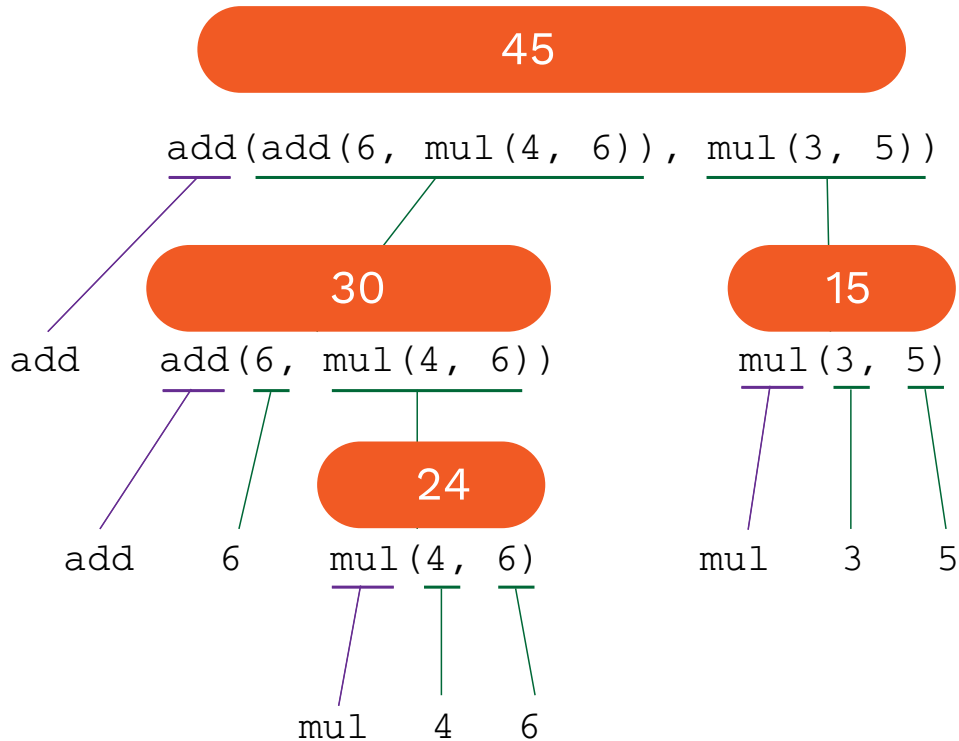 45
add(add(6, mul(4, 6)), mul(3, 5))
30 15
add add(6, mul(4, 6)) mul(3, 5)
24
add 6 mul(4, 6) mul 3 5
mul 4 6